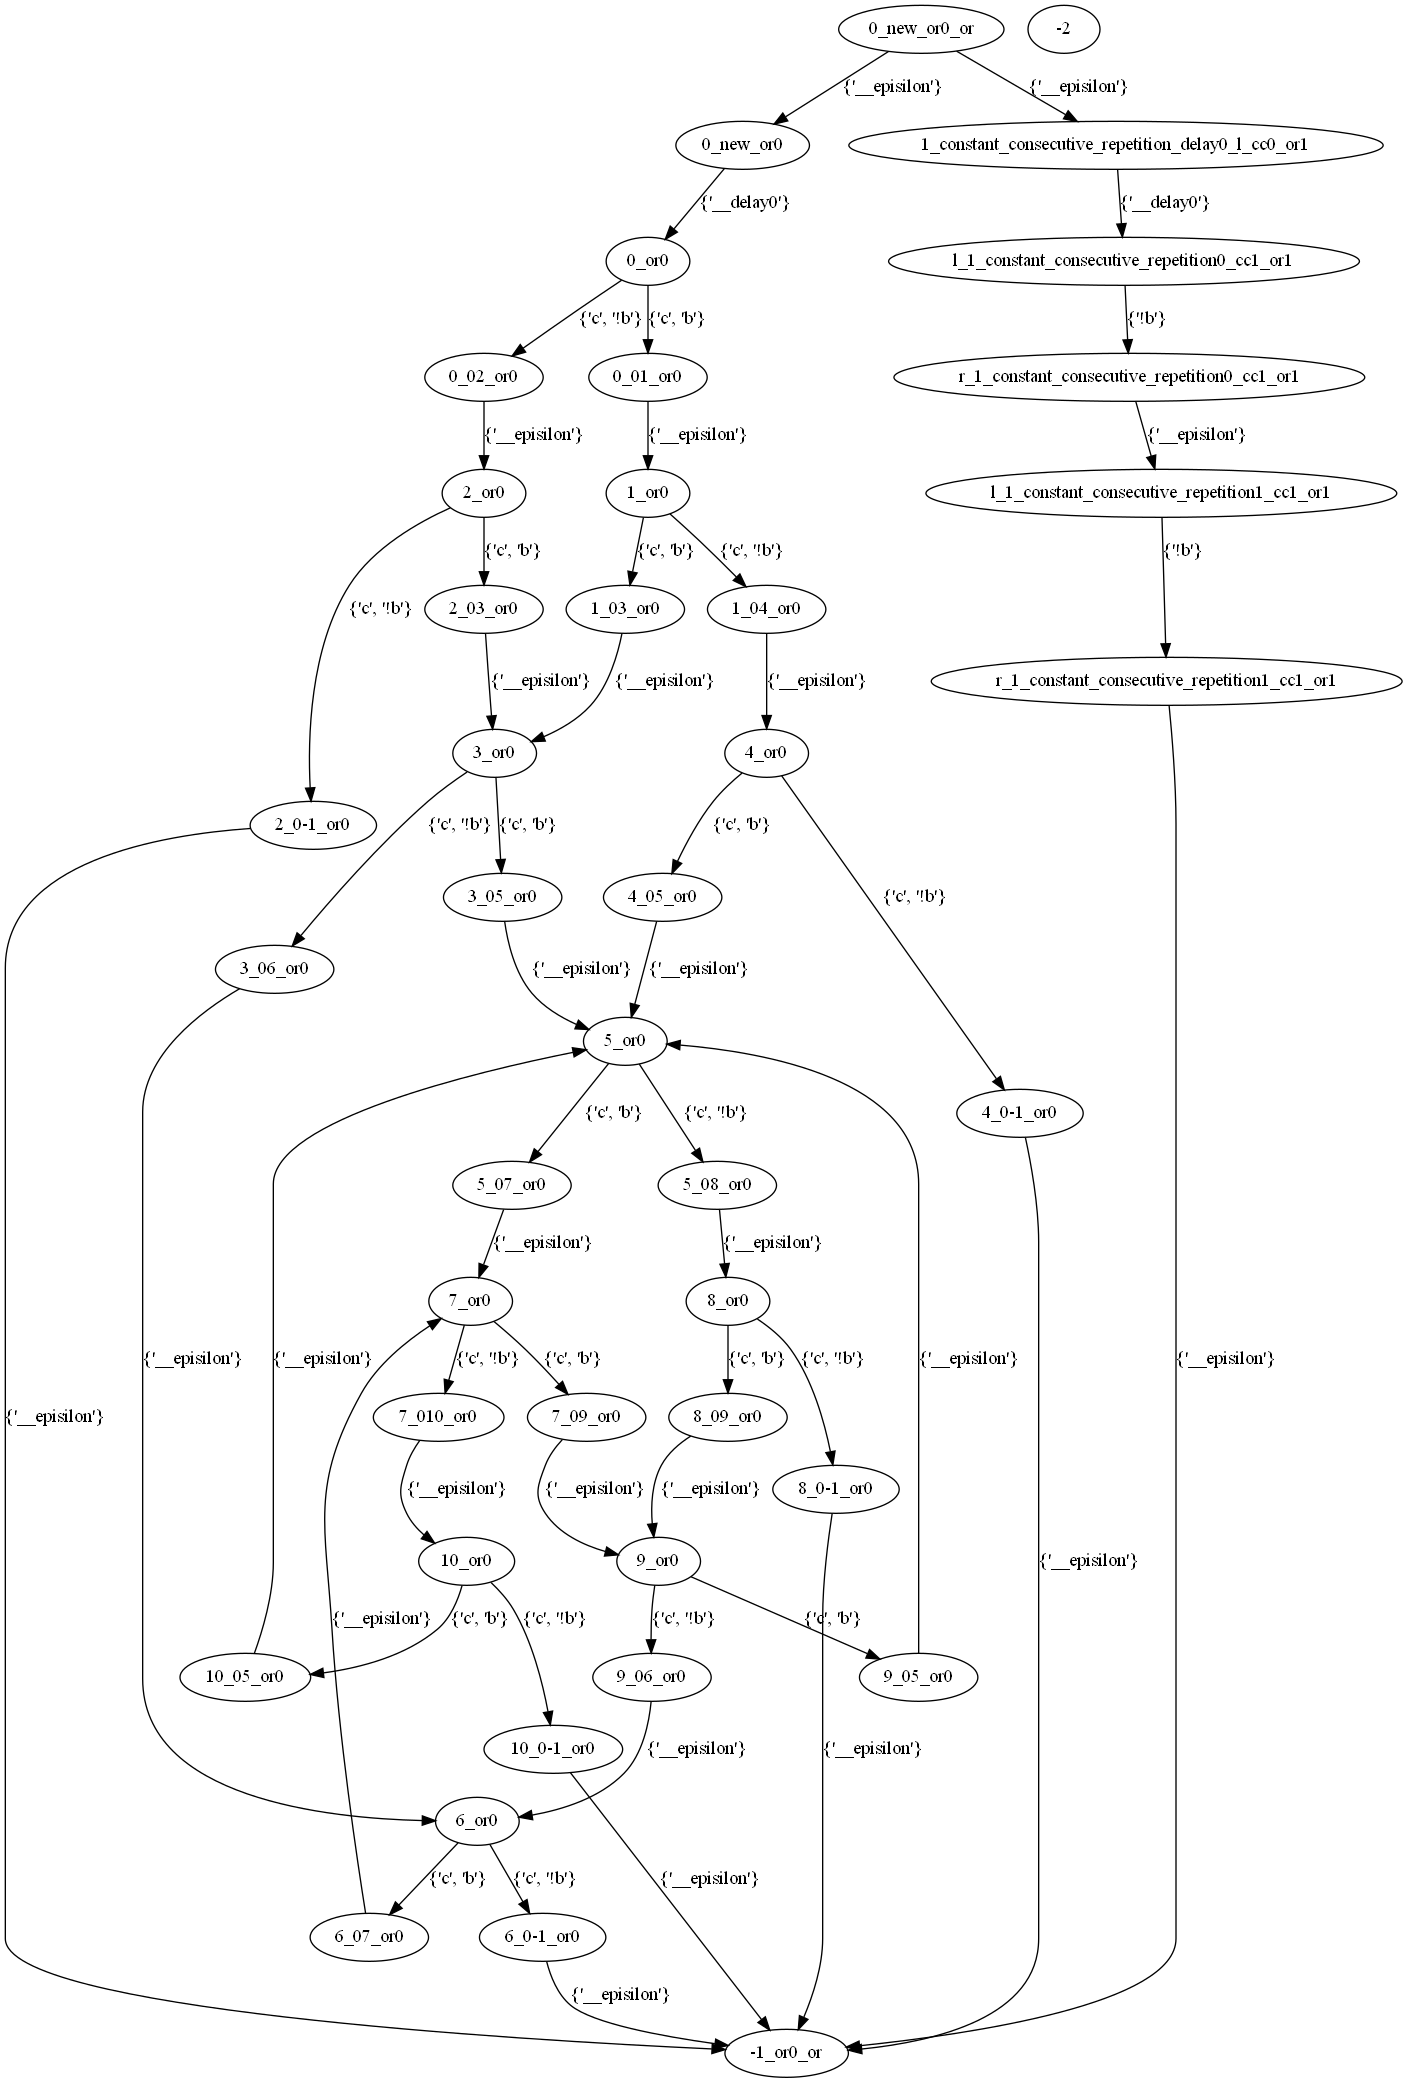 0_new_or0_or
-2
{'__episilon'}
{'__episilon'}
0_new_or0
1_constant_consecutive_repetition_delay0_l_cc0_or1
{'__delay0'}
{'__delay0'}
0_or0
l_1_constant_consecutive_repetition0_cc1_or1
{'c', '!b'}
{'c', 'b'}
{'!b'}
0_02_or0
0_01_or0
r_1_constant_consecutive_repetition0_cc1_or1
{'__episilon'}
{'__episilon'}
{'__episilon'}
2_or0
1_or0
l_1_constant_consecutive_repetition1_cc1_or1
{'c', 'b'}
{'c', 'b'}
{'c', '!b'}
{'!b'}
{'c', '!b'}
2_03_or0
1_03_or0
1_04_or0
{'__episilon'}
{'__episilon'}
{'__episilon'}
r_1_constant_consecutive_repetition1_cc1_or1
3_or0
4_or0
2_0-1_or0
{'c', '!b'}
{'c', 'b'}
{'c', 'b'}
3_05_or0
4_05_or0
{'c', '!b'}
3_06_or0
{'__episilon'}
{'__episilon'}
5_or0
{'c', 'b'}
{'c', '!b'}
4_0-1_or0
5_07_or0
5_08_or0
{'__episilon'}
{'__episilon'}
7_or0
8_or0
{'__episilon'}
{'__episilon'}
{'c', '!b'}
{'c', 'b'}
{'c', 'b'}
{'c', '!b'}
{'__episilon'}
{'__episilon'}
{'__episilon'}
7_010_or0
7_09_or0
8_09_or0
{'__episilon'}
{'__episilon'}
{'__episilon'}
8_0-1_or0
10_or0
9_or0
{'__episilon'}
{'__episilon'}
{'c', 'b'}
{'c', '!b'}
{'c', '!b'}
{'c', 'b'}
10_05_or0
9_06_or0
9_05_or0
10_0-1_or0
{'__episilon'}
{'__episilon'}
6_or0
{'c', 'b'}
{'c', '!b'}
{'__episilon'}
6_07_or0
6_0-1_or0
{'__episilon'}
-1_or0_or